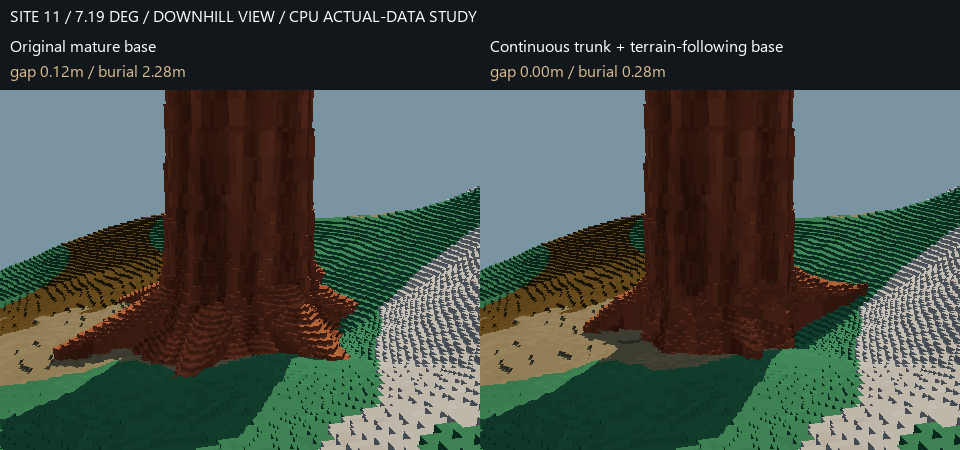 SITE 11 / 7.19 DEG / DOWNHILL VIEW / CPU ACTUAL-DATA STUDY
Original mature base
gap 0.12m / burial 2.28m
Continuous trunk + terrain-following base
gap 0.00m / burial 0.28m